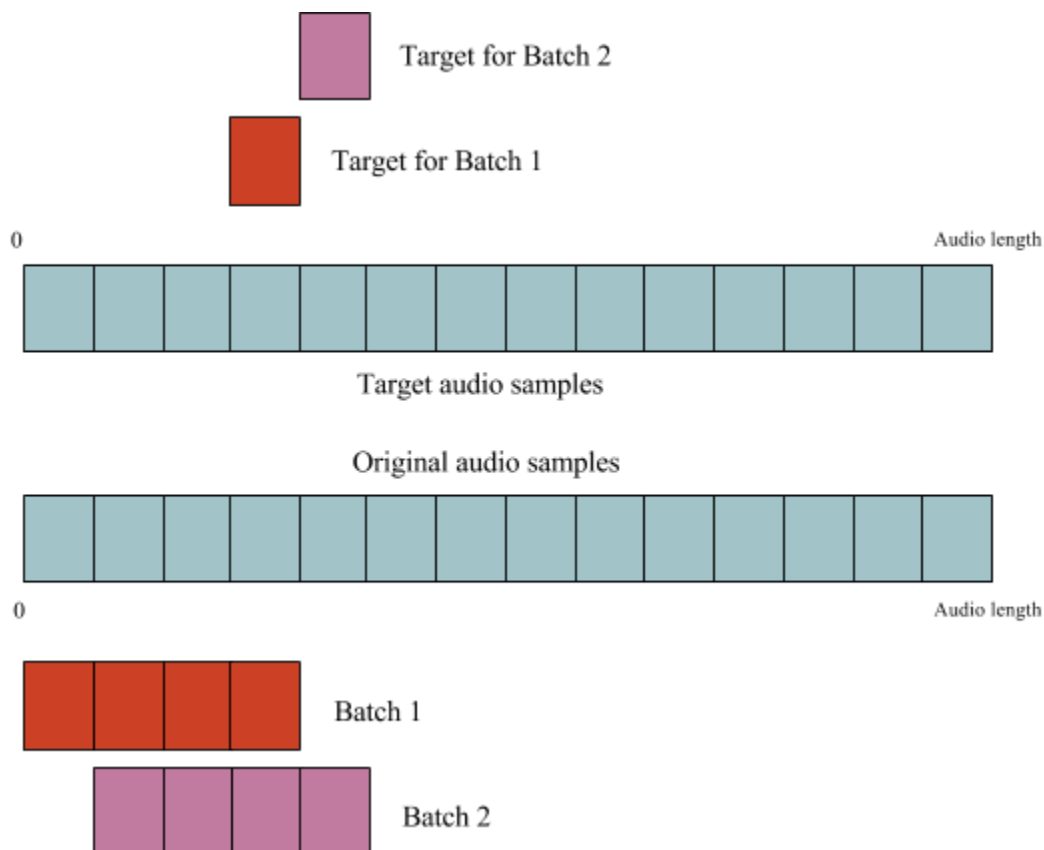 Target for Batch 2
Target for Batch 1
0
Audio length
Target audio samples
Original audio samples
0
Audio length
Batch 1
Batch 2